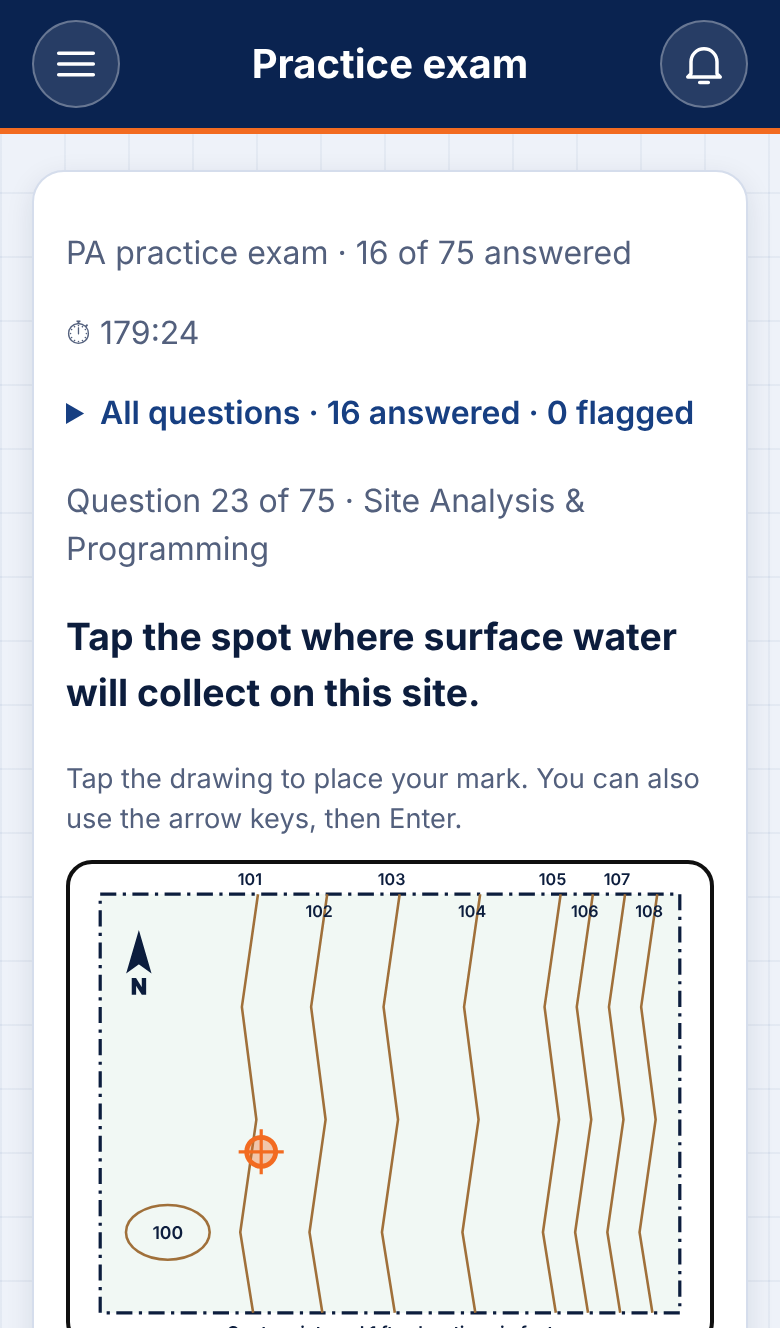 Practice exam
PA practice exam · 16 of 75 answered
⏱ 179:24
▶ All questions · 16 answered · 0 flagged
Question 23 of 75 · Site Analysis &
Programming
Tap the spot where surface water
will collect on this site.
Tap the drawing to place your mark. You can also
use the arrow keys, then Enter.
101 103 105 107
102 104 106 108
N
100